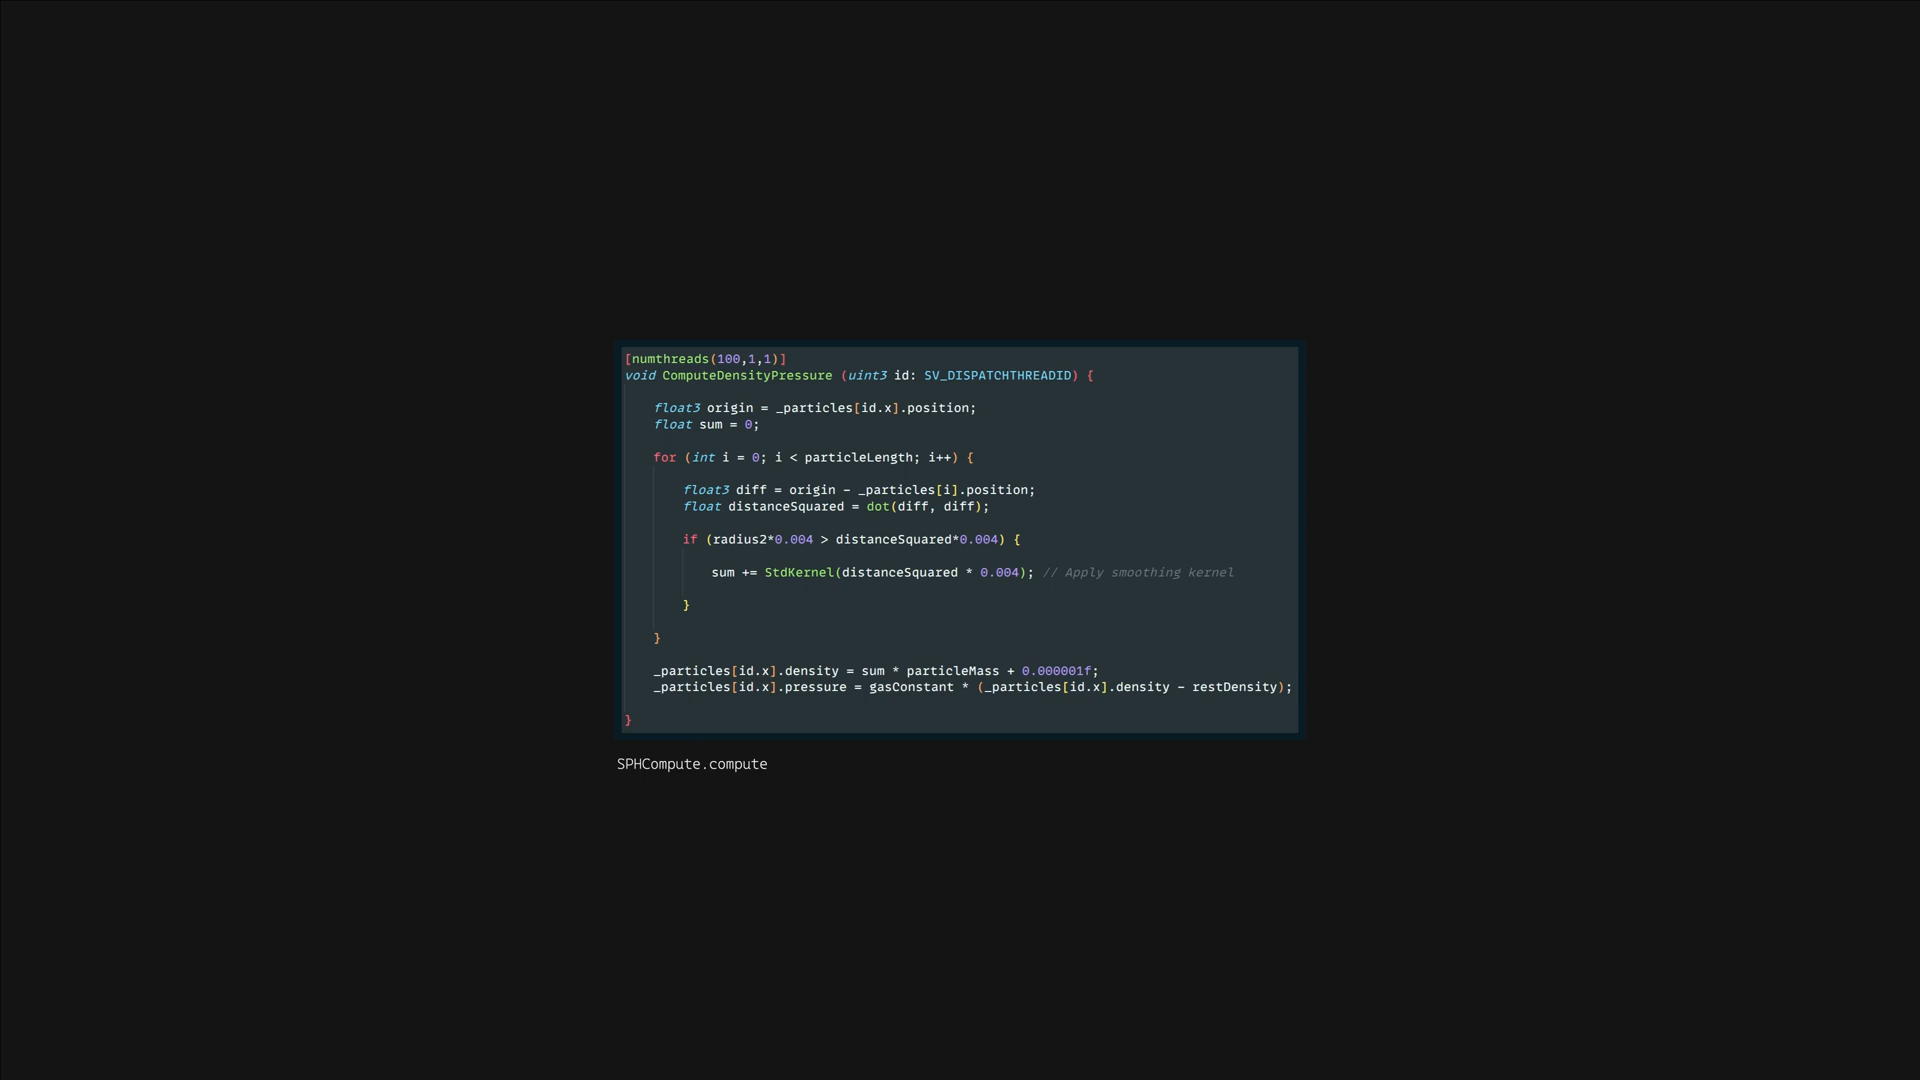 [numthreads(100,1,1)]
void ComputeDensityPressure (uint3 id: SV_DISPATCHTHREADID) {
float3 origin = _particles[id.x].position;
float sum = 0;
for (int i = 0; i < particleLength; i++) {
float3 diff = origin - _particles[i].position;
float distanceSquared = dot(diff, diff);
if (radius2*0.004 > distanceSquared*0.004) {
sum += StdKernel(distanceSquared * 0.004); // Apply smoothing kernel
}
}
_particles[id.x].density = sum * particleMass + 0.000001f;
_particles[id.x].pressure = gasConstant * (_particles[id.x].density - restDensity);
}
SPHCompute.compute